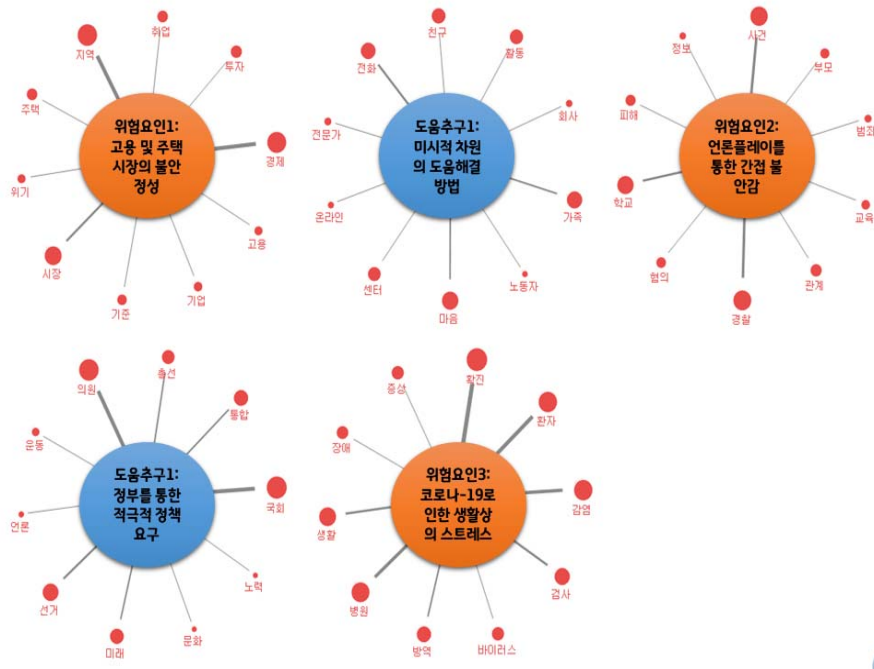 취업
지역
투자
주택
위험요인1:
고용 및 주택
시장의 불안
정성
경제
위기
고용
시장
기업
기준
친구
활동
전화
회사
전문가
도움추구1:
미시적 차원
의 도움해결
방법
온라인
가족
센터
노동자
마음
사건
정보
부모
피해
범죄
위험요인2:
언론플레이를
통한 간접 불
안감
학교
교육
협의
관계
경찰
총선
의원
통합
운동
도움추구1:
정부를 통한
적극적 정책
요구
국회
언론
노력
선거
문화
미래
확진
증상
환자
장애
위험요인3:
코로나-19로
인한 생활상
의 스트레스
감염
생활
검사
병원
방역
바이러스